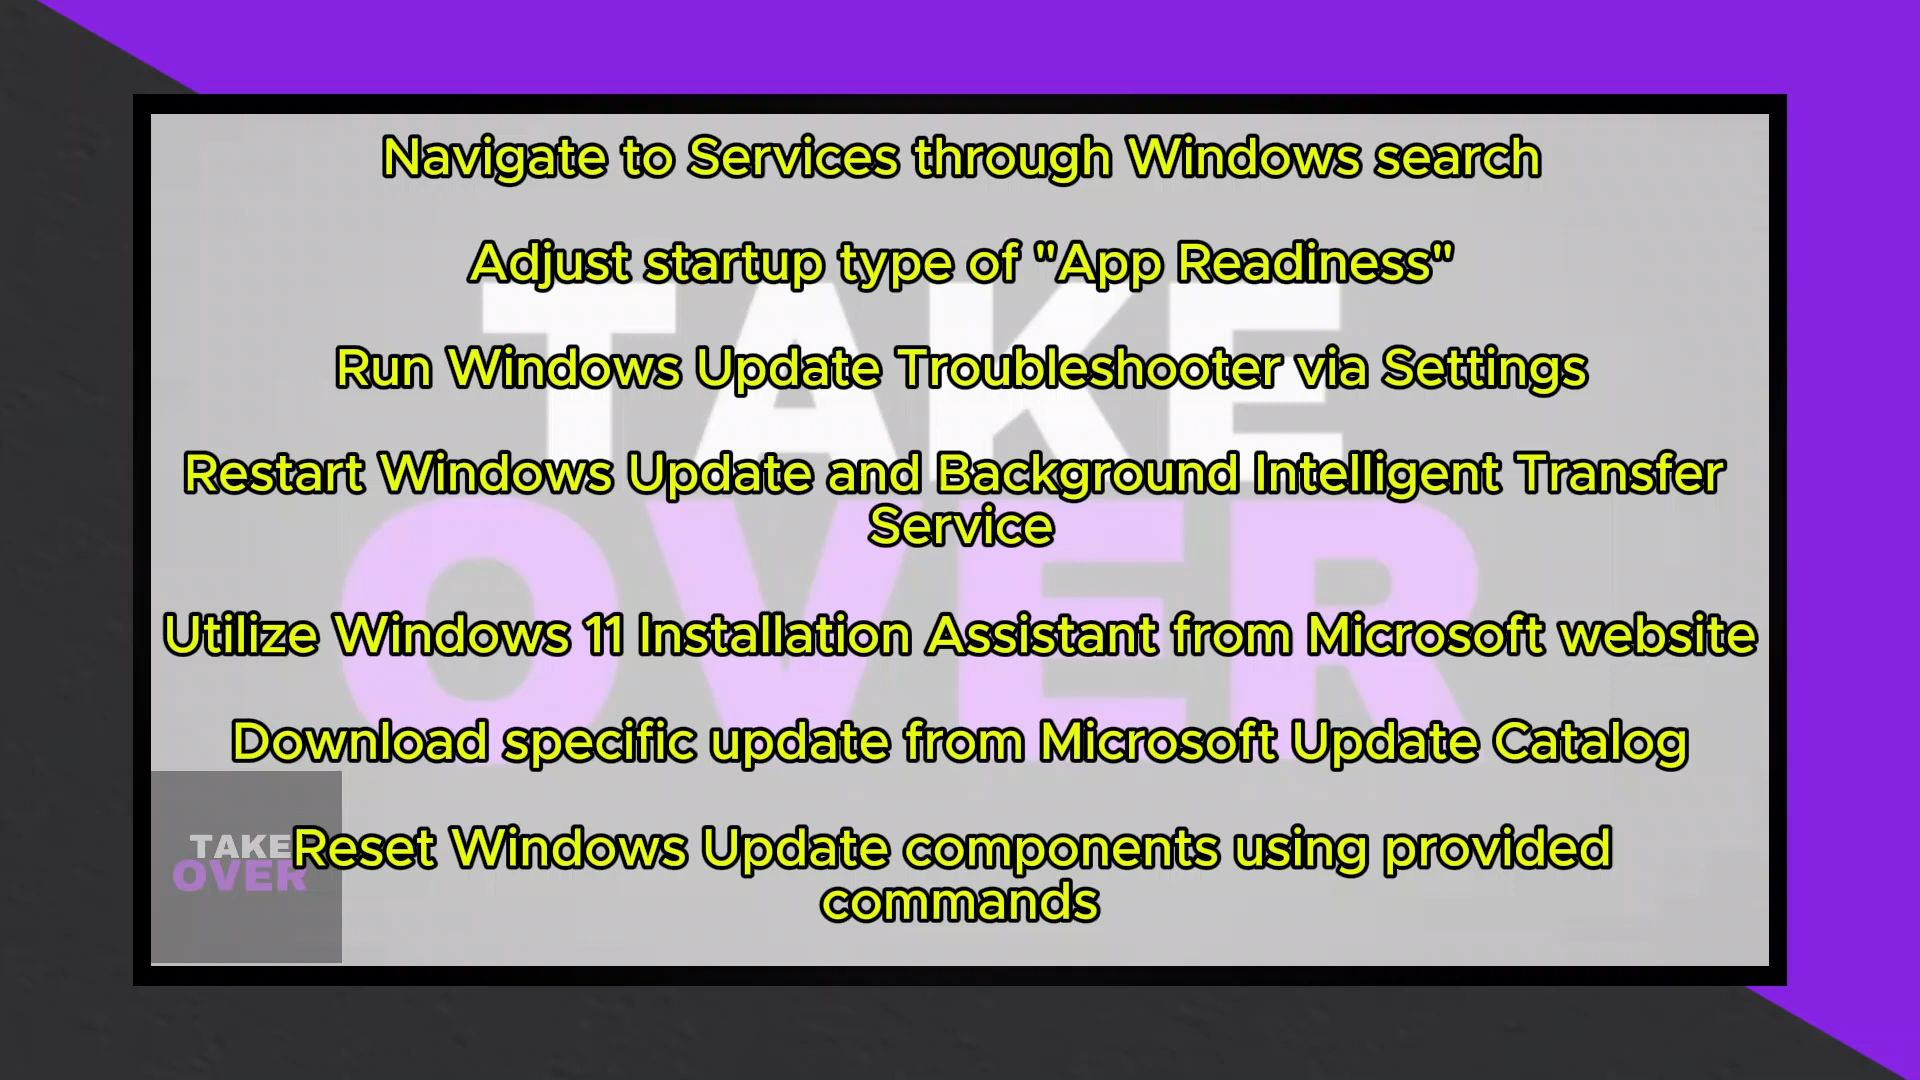 Navigate to Services through Windows search
Adjust startup type of "App Readiness"
TAKE
Run Windows Update Troubleshooter via Settings
Restart Windows Update and Background Intelligent Transfer
Service
OVER
Utilize Windows 11 Installation Assistant from Microsoft website
Download specific update from Microsoft Update Catalog
TAKE
OVER
Reset Windows Update components using provided
commands